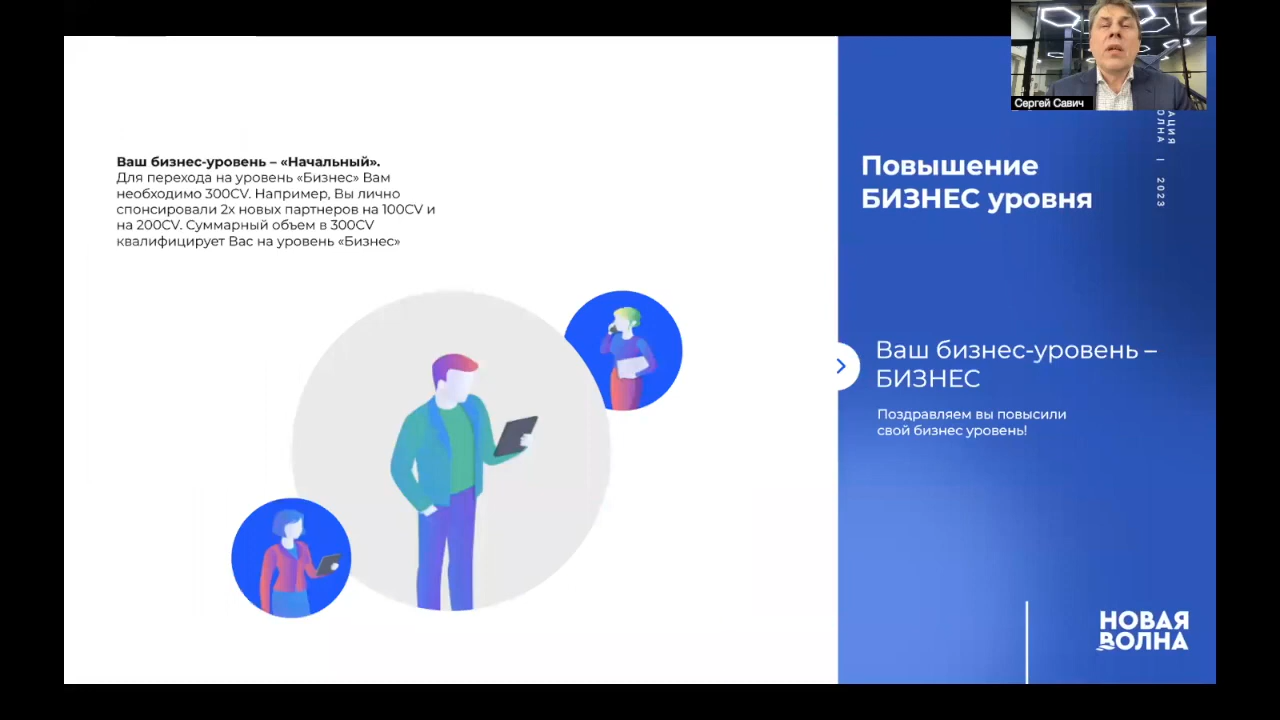 Сергей Савич
АЦИЯ
ОЛНА | 2023
Ваш бизнес-уровень – «Начальный».
Для перехода на уровень «Бизнес» Вам
необходимо 300CV. Например, Вы лично
спонсировали 2х новых партнеров на 100CV и
на 200CV. Суммарный объем в 300CV
квалифицирует Вас на уровень «Бизнес»
Повышение
БИЗНЕС уровня
Ваш бизнес-уровень –
БИЗНЕС
Поздравляем вы повысили
свой бизнес уровень!
НОВАЯ
ВОЛНА